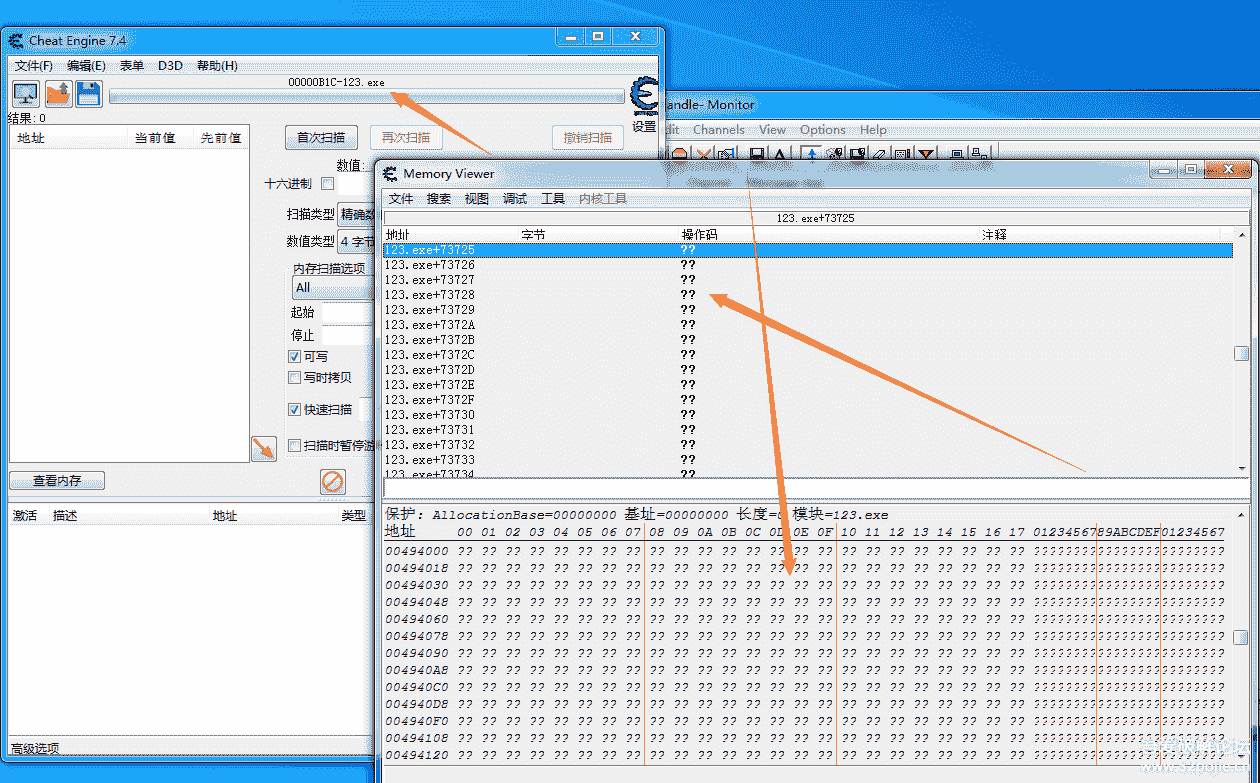 Cheat Engine 7.4
文件(F) 编辑(E) 表单 D3D 帮助(H)
00000B1C-123.exe
结果: 0
设置
地址 当前值 先前值
首次扫描 再次扫描 撤销扫描
数值:
十六进制
扫描类型 精确数
数值类型 4 字节
内存扫描选项
All
起始
停止
可写
写时拷贝
快速扫描
扫描时暂停游
查看内存
激活 描述 地址 类型
高级选项
andle- Monitor
dit Channels View Options Help
Memory Viewer
文件 搜索 视图 调试 工具 内核工具
123.exe+73725
地址 字节 操作码 注释
123.exe+73725 ??
123.exe+73726 ??
123.exe+73727 ??
123.exe+73728 ??
123.exe+73729 ??
123.exe+7372A ??
123.exe+7372B ??
123.exe+7372C ??
123.exe+7372D ??
123.exe+7372E ??
123.exe+7372F ??
123.exe+73730 ??
123.exe+73731 ??
123.exe+73732 ??
123.exe+73733 ??
123.exe+73734 ??
保护: AllocationBase=00000000 基址=00000000 长度=0 模块=123.exe
地址 00 01 02 03 04 05 06 07 08 09 0A 0B 0C 0D 0E 0F 10 11 12 13 14 15 16 17 0123456789ABCDEF01234567
00494000 ?? ?? ?? ?? ?? ?? ?? ?? ?? ?? ?? ?? ?? ?? ?? ?? ?? ?? ?? ?? ?? ?? ?? ?? ????????????????????????
00494018 ?? ?? ?? ?? ?? ?? ?? ?? ?? ?? ?? ?? ?? ?? ?? ?? ?? ?? ?? ?? ?? ?? ?? ?? ????????????????????????
00494030 ?? ?? ?? ?? ?? ?? ?? ?? ?? ?? ?? ?? ?? ?? ?? ?? ?? ?? ?? ?? ?? ?? ?? ?? ????????????????????????
00494048 ?? ?? ?? ?? ?? ?? ?? ?? ?? ?? ?? ?? ?? ?? ?? ?? ?? ?? ?? ?? ?? ?? ?? ?? ????????????????????????
00494060 ?? ?? ?? ?? ?? ?? ?? ?? ?? ?? ?? ?? ?? ?? ?? ?? ?? ?? ?? ?? ?? ?? ?? ?? ????????????????????????
00494078 ?? ?? ?? ?? ?? ?? ?? ?? ?? ?? ?? ?? ?? ?? ?? ?? ?? ?? ?? ?? ?? ?? ?? ?? ????????????????????????
00494090 ?? ?? ?? ?? ?? ?? ?? ?? ?? ?? ?? ?? ?? ?? ?? ?? ?? ?? ?? ?? ?? ?? ?? ?? ????????????????????????
004940A8 ?? ?? ?? ?? ?? ?? ?? ?? ?? ?? ?? ?? ?? ?? ?? ?? ?? ?? ?? ?? ?? ?? ?? ?? ????????????????????????
004940C0 ?? ?? ?? ?? ?? ?? ?? ?? ?? ?? ?? ?? ?? ?? ?? ?? ?? ?? ?? ?? ?? ?? ?? ?? ????????????????????????
004940D8 ?? ?? ?? ?? ?? ?? ?? ?? ?? ?? ?? ?? ?? ?? ?? ?? ?? ?? ?? ?? ?? ?? ?? ?? ????????????????????????
004940F0 ?? ?? ?? ?? ?? ?? ?? ?? ?? ?? ?? ?? ?? ?? ?? ?? ?? ?? ?? ?? ?? ?? ?? ?? ????????????????????????
00494108 ?? ?? ?? ?? ?? ?? ?? ?? ?? ?? ?? ?? ?? ?? ?? ?? ?? ?? ?? ?? ?? ?? ?? ?? ????????????????????????
00494120 ?? ?? ?? ?? ?? ?? ?? ?? ?? ?? ?? ?? ?? ?? ?? ?? ?? ?? ?? ?? ?? ?? ?? ?? ????????????????????????